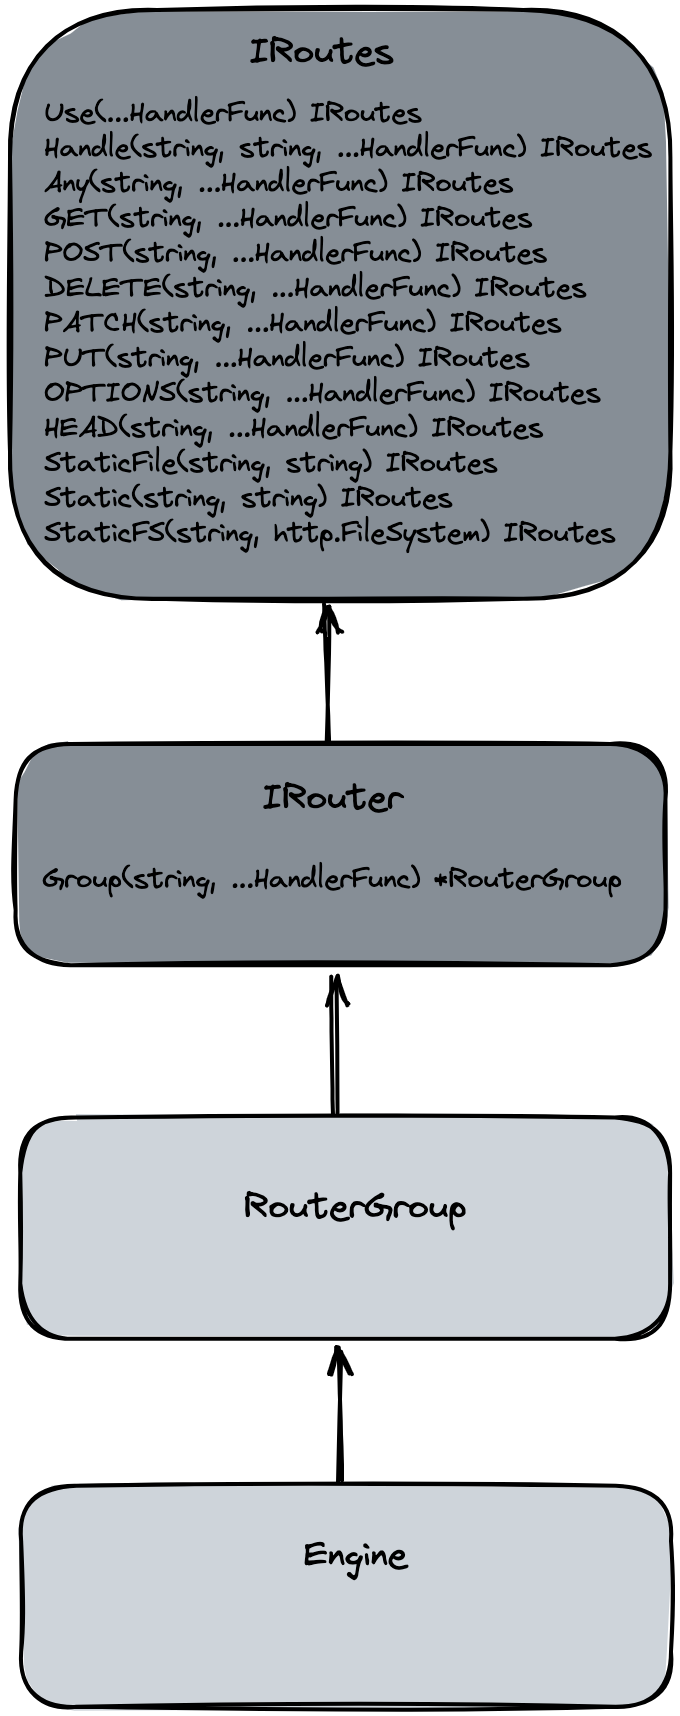 IRoutes
Use(...HandlerFunc) IRoutes
Handle(string, string, ...HandlerFunc) IRoutes
Any(string, ...HandlerFunc) IRoutes
GET(string, ...HandlerFunc) IRoutes
POST(string, ...HandlerFunc) IRoutes
DELETE(string, ...HandlerFunc) IRoutes
PATCH(string, ...HandlerFunc) IRoutes
PUT(string, ...HandlerFunc) IRoutes
OPTIONS(string, ...HandlerFunc) IRoutes
HEAD(string, ...HandlerFunc) IRoutes
StaticFile(string, string) IRoutes
Static(string, string) IRoutes
StaticFS(string, http.FileSystem) IRoutes
IRouter
Group(string, ...HandlerFunc) *RouterGroup
RouterGroup
Engine